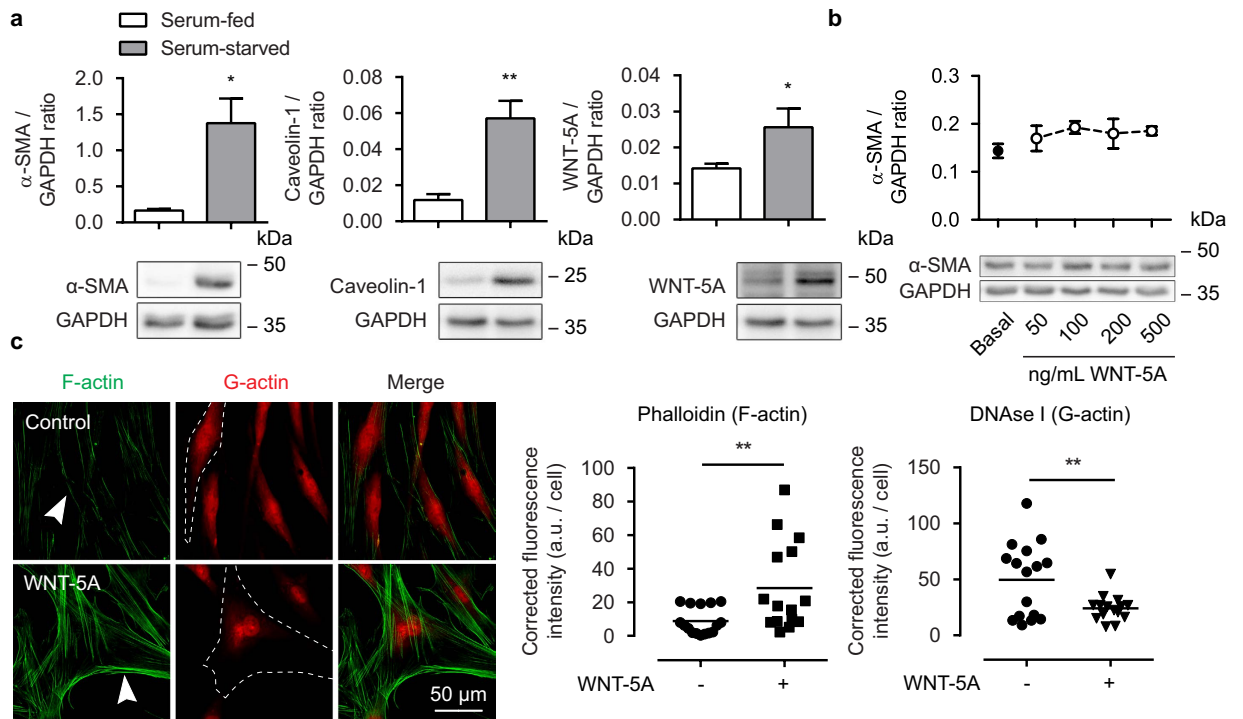 a
Serum-fed
Serum-starved
α-SMA /
GAPDH ratio
2.0
1.5
1.0
0.5
0.0
*
kDa
α-SMA
– 50
GAPDH
– 35
Caveolin-1 /
GAPDH ratio
0.08
0.06
0.04
0.02
0.00
**
kDa
Caveolin-1
– 25
GAPDH
– 35
WNT-5A /
GAPDH ratio
0.04
0.03
0.02
0.01
0.00
*
kDa
WNT-5A
– 50
GAPDH
– 35
b
α-SMA /
GAPDH ratio
0.3
0.2
0.1
0.0
kDa
α-SMA
– 50
GAPDH
– 35
Basal
50
100
200
500
ng/mL WNT-5A
c
F-actin
G-actin
Merge
Control
WNT-5A
50 μm
Phalloidin (F-actin)
**
Corrected fluorescence
intensity (a.u. / cell)
100
80
60
40
20
0
WNT-5A
-
+
DNAse I (G-actin)
**
Corrected fluorescence
intensity (a.u. / cell)
150
100
50
0
WNT-5A
-
+